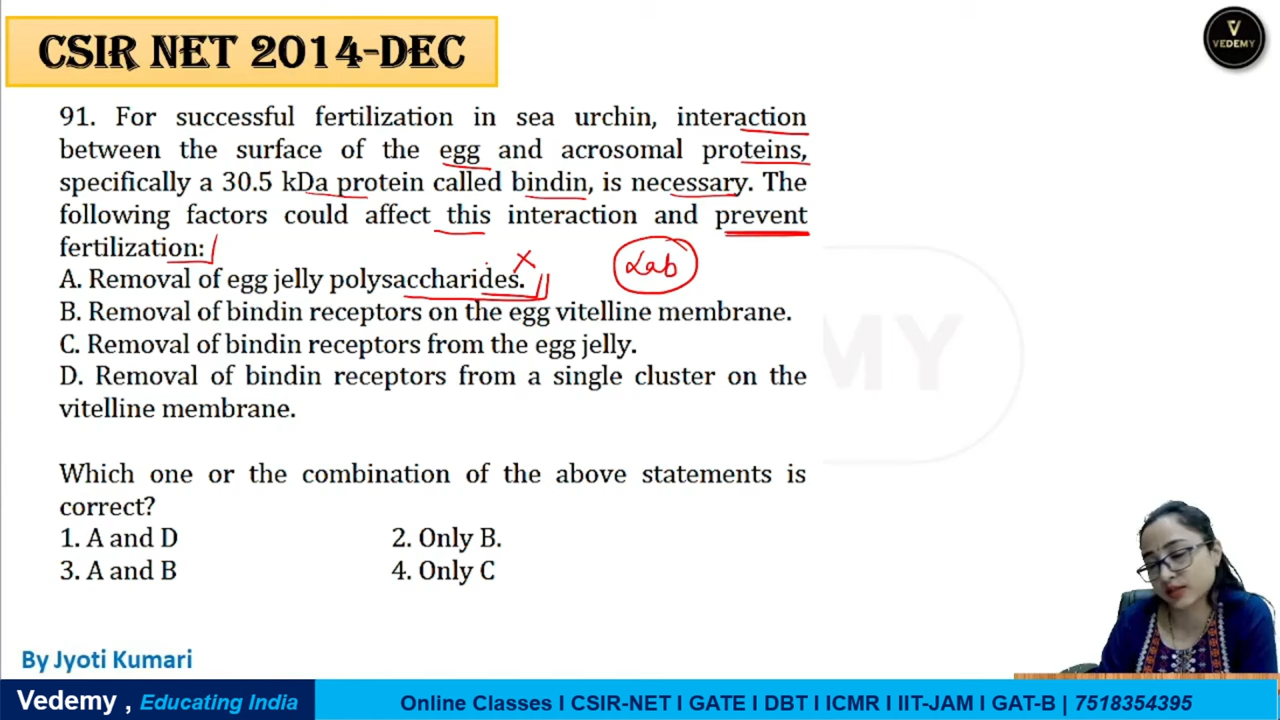 CSIR NET 2014-DEC
V
VEDEMY
91. For successful fertilization in sea urchin, interaction
between the surface of the egg and acrosomal proteins,
specifically a 30.5 kDa protein called bindin, is necessary. The
following factors could affect this interaction and prevent
fertilization:
A. Removal of egg jelly polysaccharides.
Lab
B. Removal of bindin receptors on the egg vitelline membrane.
C. Removal of bindin receptors from the egg jelly.
MY
D. Removal of bindin receptors from a single cluster on the
vitelline membrane.
Which one or the combination of the above statements is
correct?
1. A and D 2. Only B.
3. A and B 4. Only C
By Jyoti Kumari
Vedemy , Educating India Online Classes I CSIR-NET I GATE I DBT I ICMR I IIT-JAM I GAT-B | 7518354395